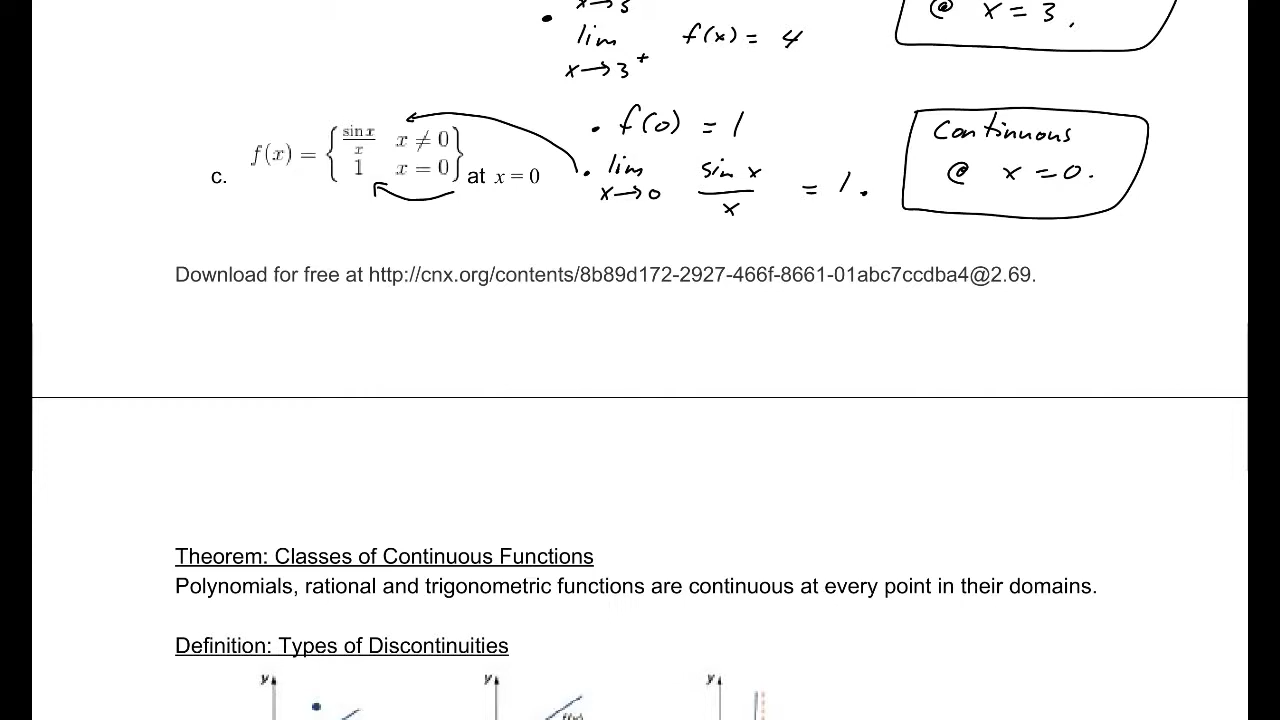 x→3
@ x = 3.
• lim f(x) = 4
x→3⁺
• f(0) = 1
c. f(x) = { sin x / x x ≠ 0
1 x = 0 } at x = 0
• lim sin x / x = 1.
x→0
Continuous
@ x = 0.
Download for free at http://cnx.org/contents/8b89d172-2927-466f-8661-01abc7ccdba4@2.69.
Theorem: Classes of Continuous Functions
Polynomials, rational and trigonometric functions are continuous at every point in their domains.
Definition: Types of Discontinuities
y y y
f(x)